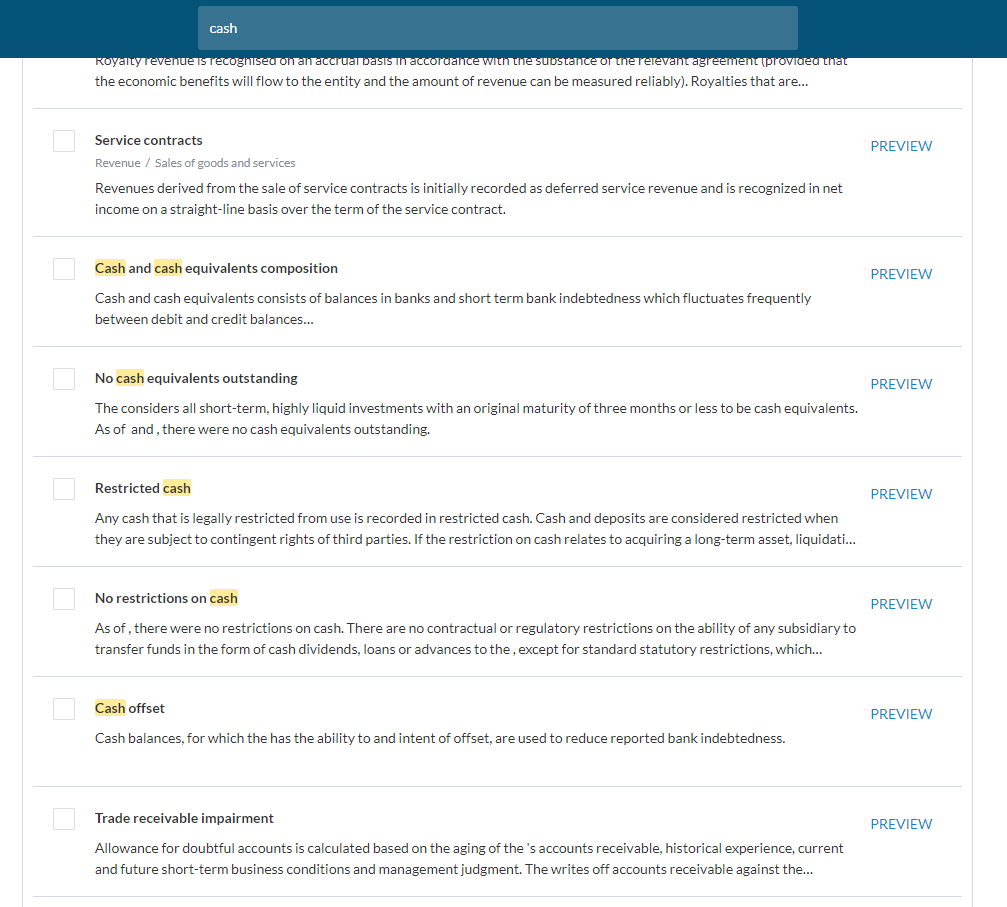 cash
Royalty revenue is recognised on an accrual basis in accordance with the substance of the relevant agreement (provided that
the economic benefits will flow to the entity and the amount of revenue can be measured reliably). Royalties that are...
Service contracts
PREVIEW
Revenue / Sales of goods and services
Revenues derived from the sale of service contracts is initially recorded as deferred service revenue and is recognized in net
income on a straight-line basis over the term of the service contract.
Cash and cash equivalents composition
PREVIEW
Cash and cash equivalents consists of balances in banks and short term bank indebtedness which fluctuates frequently
between debit and credit balances...
No cash equivalents outstanding
PREVIEW
The considers all short-term, highly liquid investments with an original maturity of three months or less to be cash equivalents.
As of and , there were no cash equivalents outstanding.
Restricted cash
PREVIEW
Any cash that is legally restricted from use is recorded in restricted cash. Cash and deposits are considered restricted when
they are subject to contingent rights of third parties. If the restriction on cash relates to acquiring a long-term asset, liquidati...
No restrictions on cash
PREVIEW
As of , there were no restrictions on cash. There are no contractual or regulatory restrictions on the ability of any subsidiary to
transfer funds in the form of cash dividends, loans or advances to the , except for standard statutory restrictions, which...
Cash offset
PREVIEW
Cash balances, for which the has the ability to and intent of offset, are used to reduce reported bank indebtedness.
Trade receivable impairment
PREVIEW
Allowance for doubtful accounts is calculated based on the aging of the 's accounts receivable, historical experience, current
and future short-term business conditions and management judgment. The writes off accounts receivable against the...